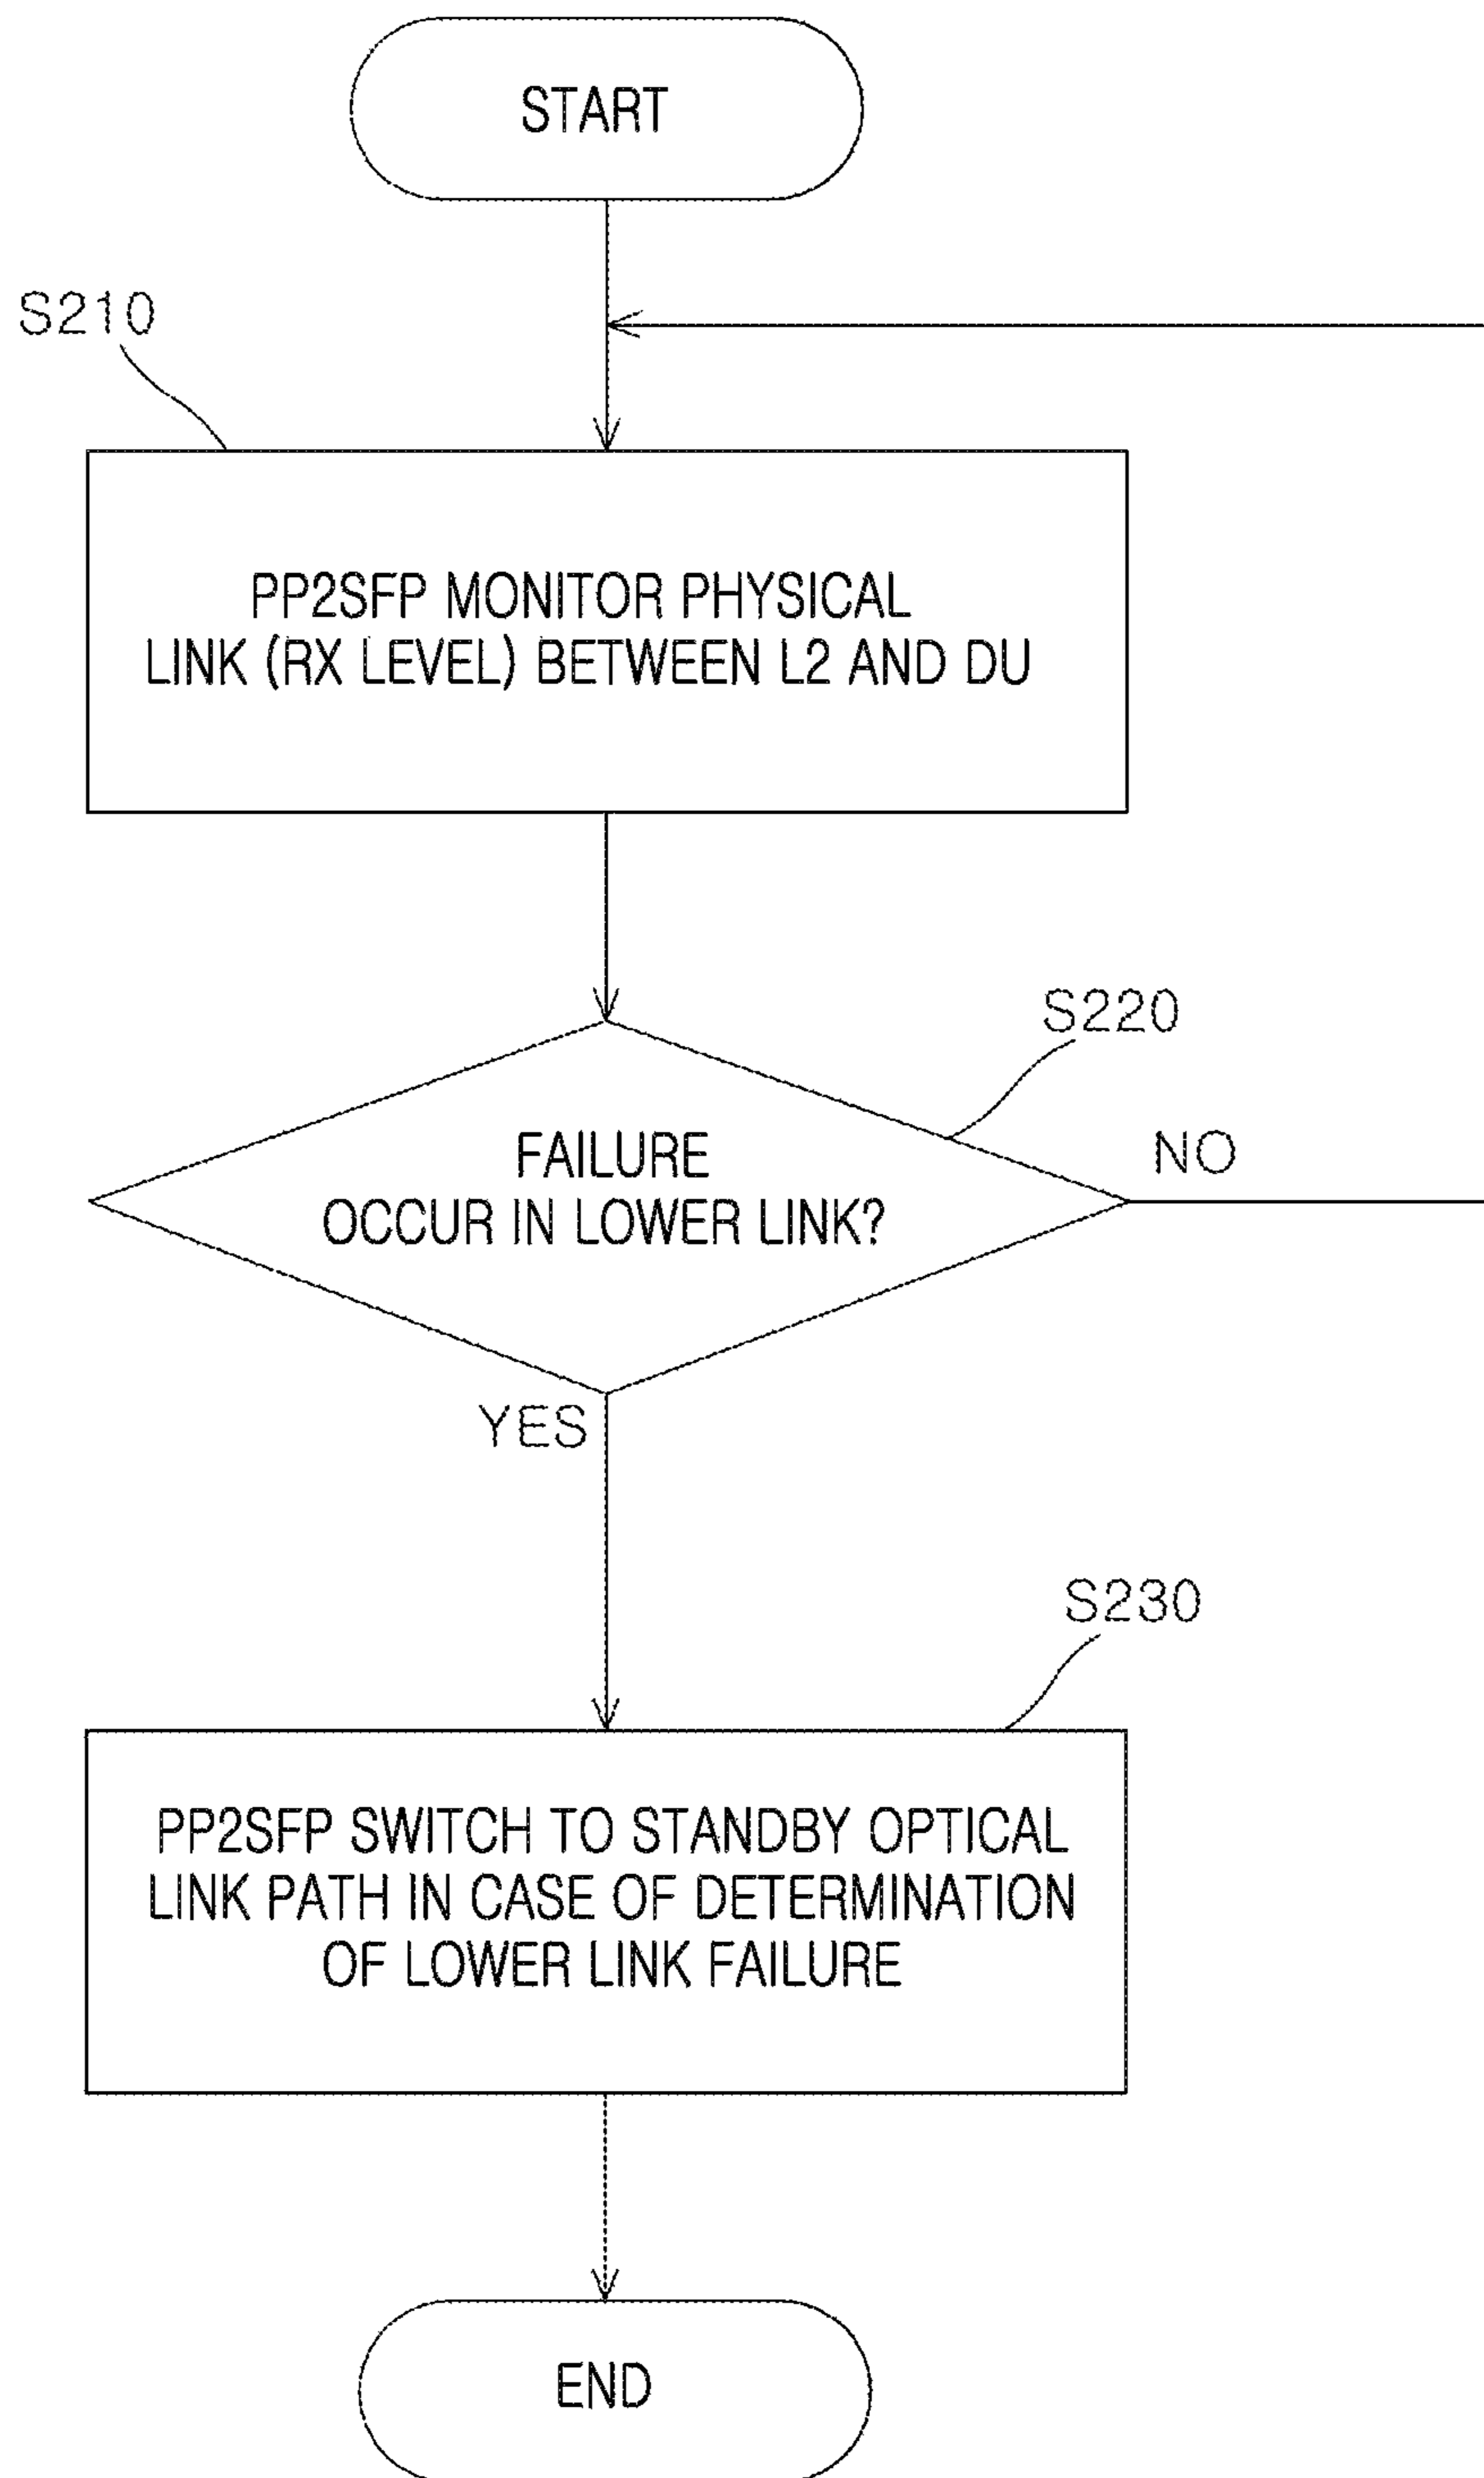 START
S210
PP2SFP MONITOR PHYSICAL
LINK (RX LEVEL) BETWEEN L2 AND DU
S220
FAILURE
OCCUR IN LOWER LINK?
NO
YES
S230
PP2SFP SWITCH TO STANDBY OPTICAL
LINK PATH IN CASE OF DETERMINATION
OF LOWER LINK FAILURE
END